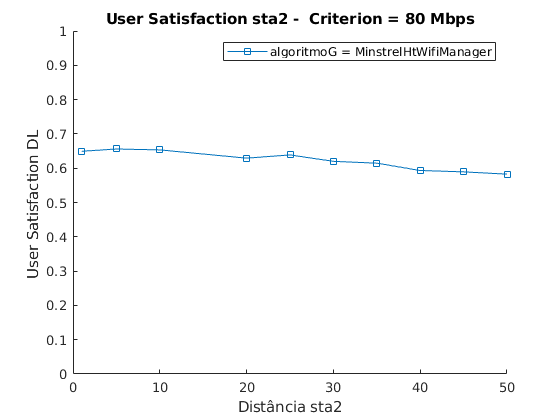 User Satisfaction sta2 -  Criterion = 80 Mbps
algoritmoG = MinstrelHtWifiManager
User Satisfaction DL
1
0.9
0.8
0.7
0.6
0.5
0.4
0.3
0.2
0.1
0
0 10 20 30 40 50
Distância sta2